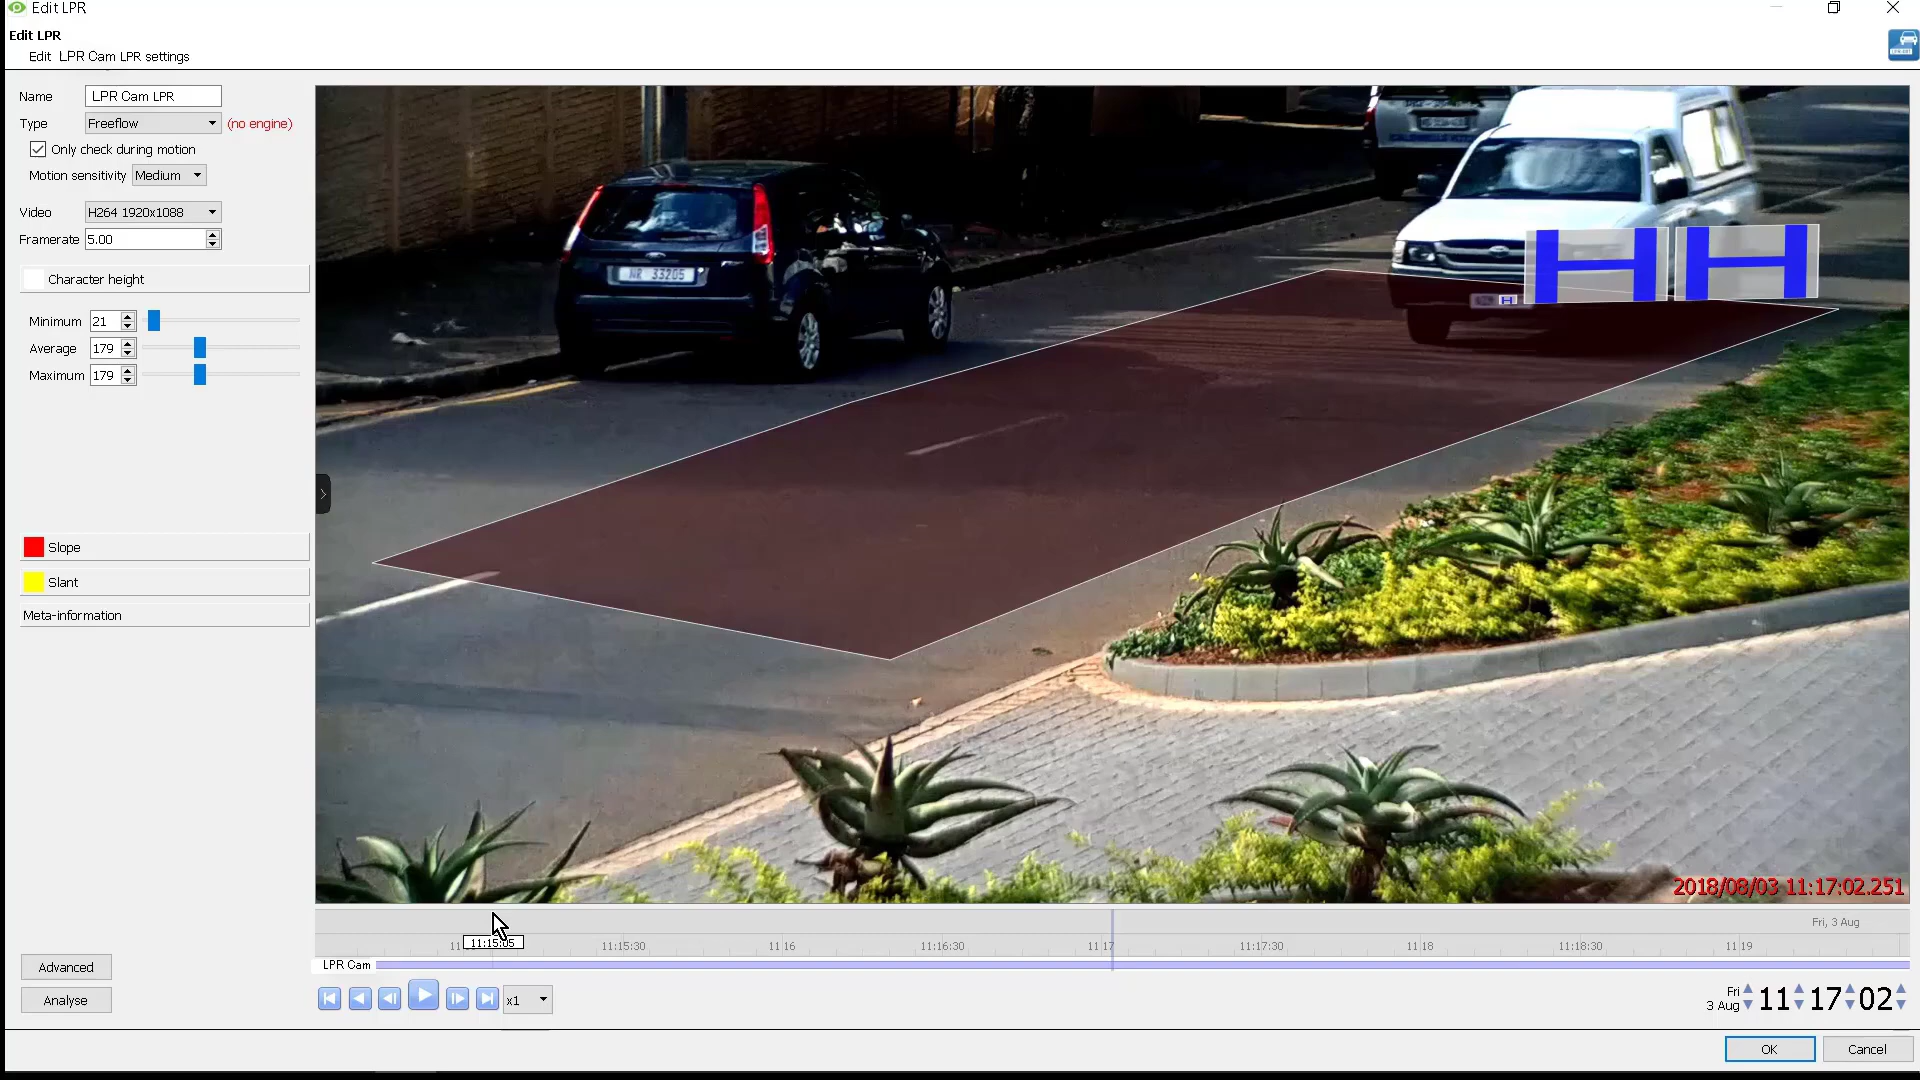 Edit LPR
Edit LPR
Edit LPR Cam LPR settings
Name LPR Cam LPR
Type Freeflow (no engine)
Only check during motion
Motion sensitivity Medium
Video H264 1920x1088
Framerate 5.00
Character height
Minimum 21
Average 179
Maximum 179
Slope
Slant
Meta-information
Advanced
Analyse
NR 33205
H
H H
2018/08/03 11:17:02.251
Fri, 3 Aug
11:15:05
11:15:30 11 16 11:16:30 11 17 11:17:30 11 18 11:18:30 11 19
LPR Cam
x1
Fri
3 Aug
11 17 02
OK Cancel